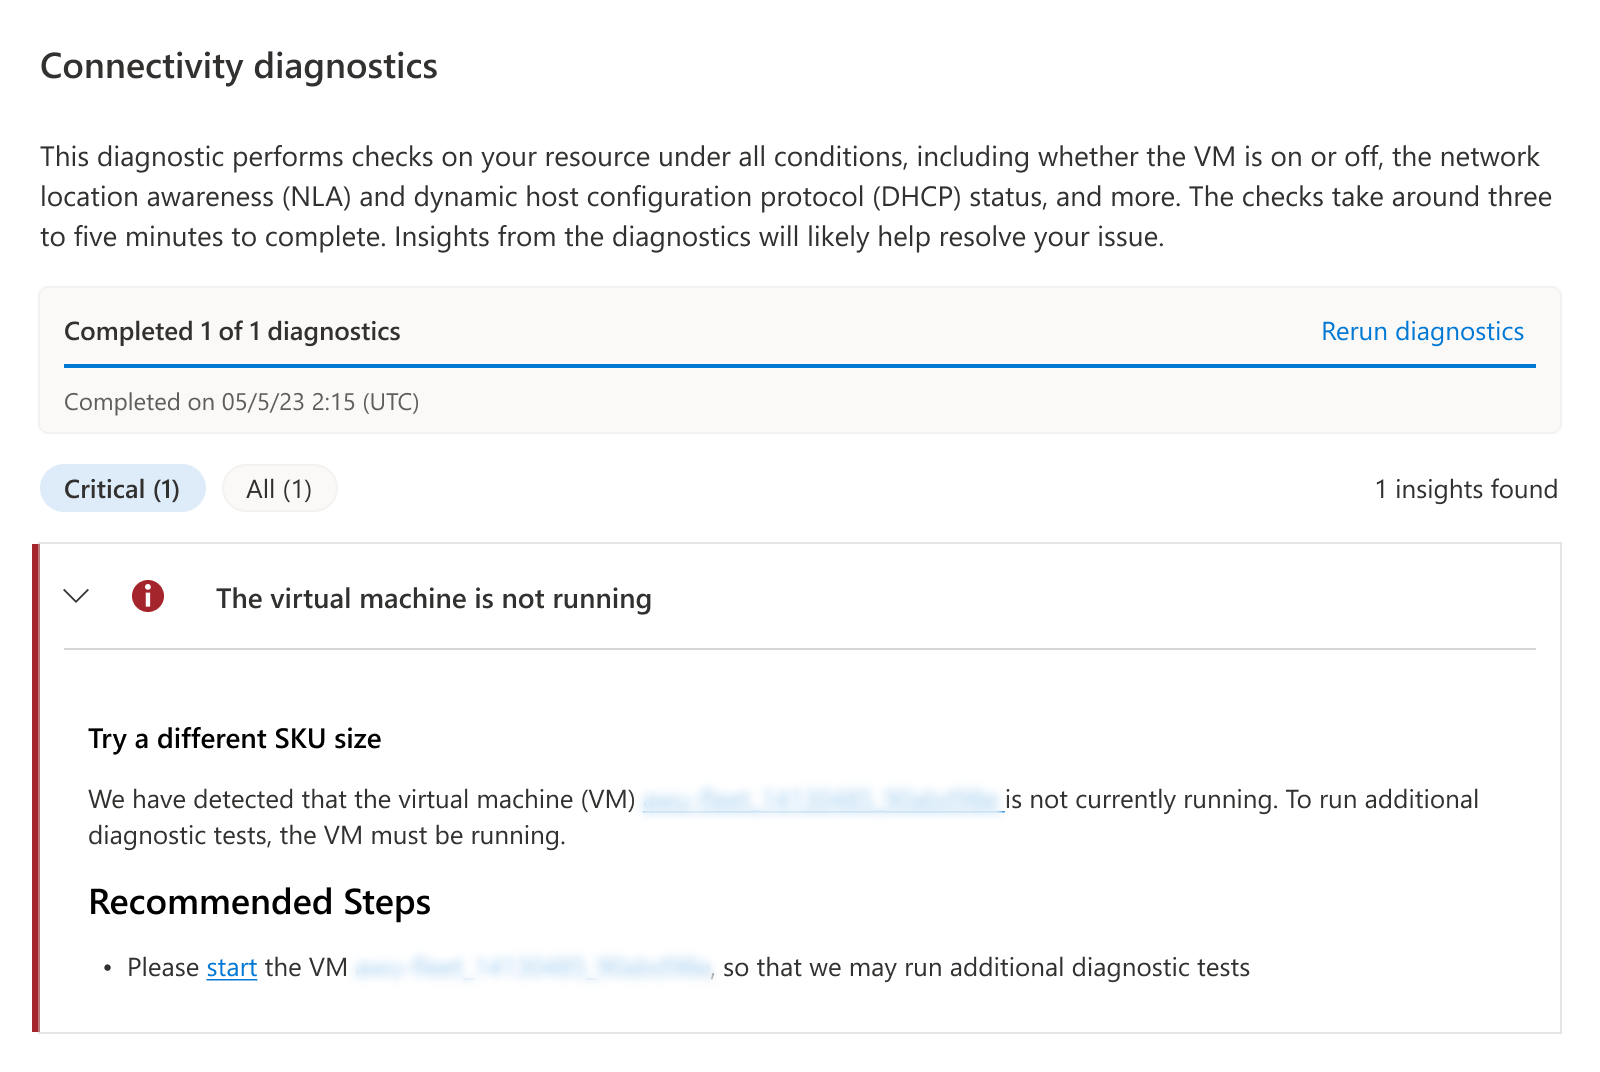 Connectivity diagnostics
This diagnostic performs checks on your resource under all conditions, including whether the VM is on or off, the network
location awareness (NLA) and dynamic host configuration protocol (DHCP) status, and more. The checks take around three
to five minutes to complete. Insights from the diagnostics will likely help resolve your issue.
Completed 1 of 1 diagnostics
Rerun diagnostics
Completed on 05/5/23 2:15 (UTC)
Critical (1)
All (1)
1 insights found
The virtual machine is not running
Try a different SKU size
We have detected that the virtual machine (VM) is not currently running. To run additional
diagnostic tests, the VM must be running.
Recommended Steps
• Please start the VM , so that we may run additional diagnostic tests